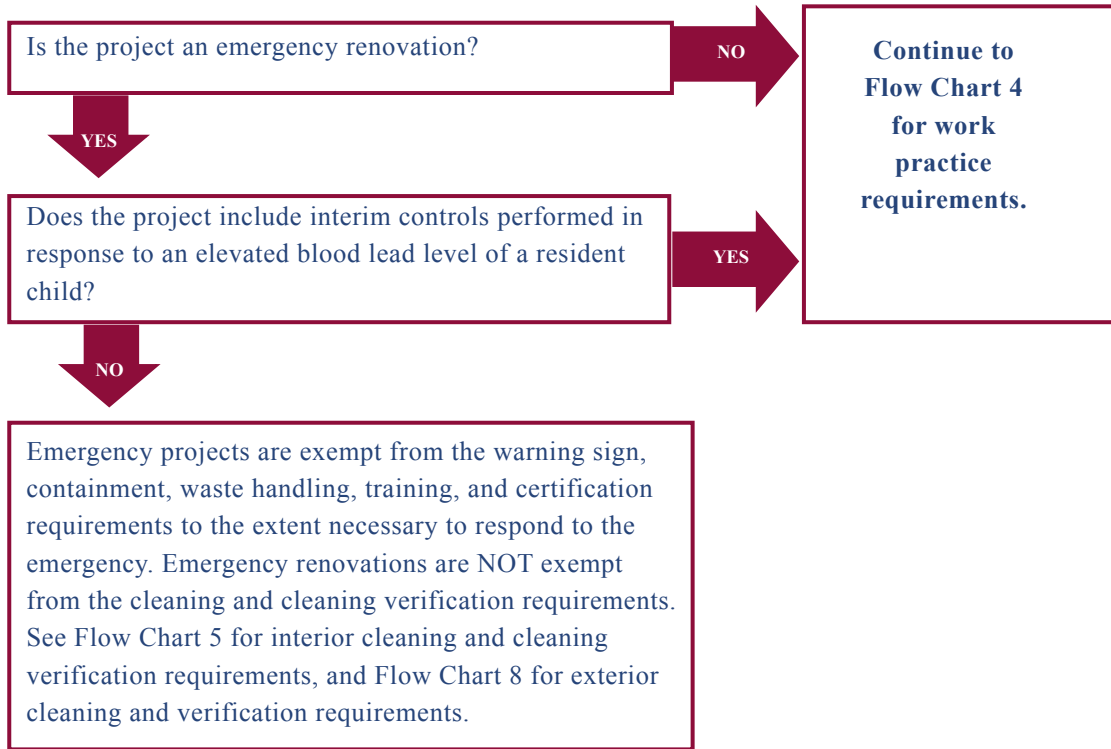 Is the project an emergency renovation?
NO
Continue to
Flow Chart 4
for work
practice
requirements.
YES
Does the project include interim controls performed in
response to an elevated blood lead level of a resident
child?
YES
NO
Emergency projects are exempt from the warning sign,
containment, waste handling, training, and certification
requirements to the extent necessary to respond to the
emergency. Emergency renovations are NOT exempt
from the cleaning and cleaning verification requirements.
See Flow Chart 5 for interior cleaning and cleaning
verification requirements, and Flow Chart 8 for exterior
cleaning and verification requirements.